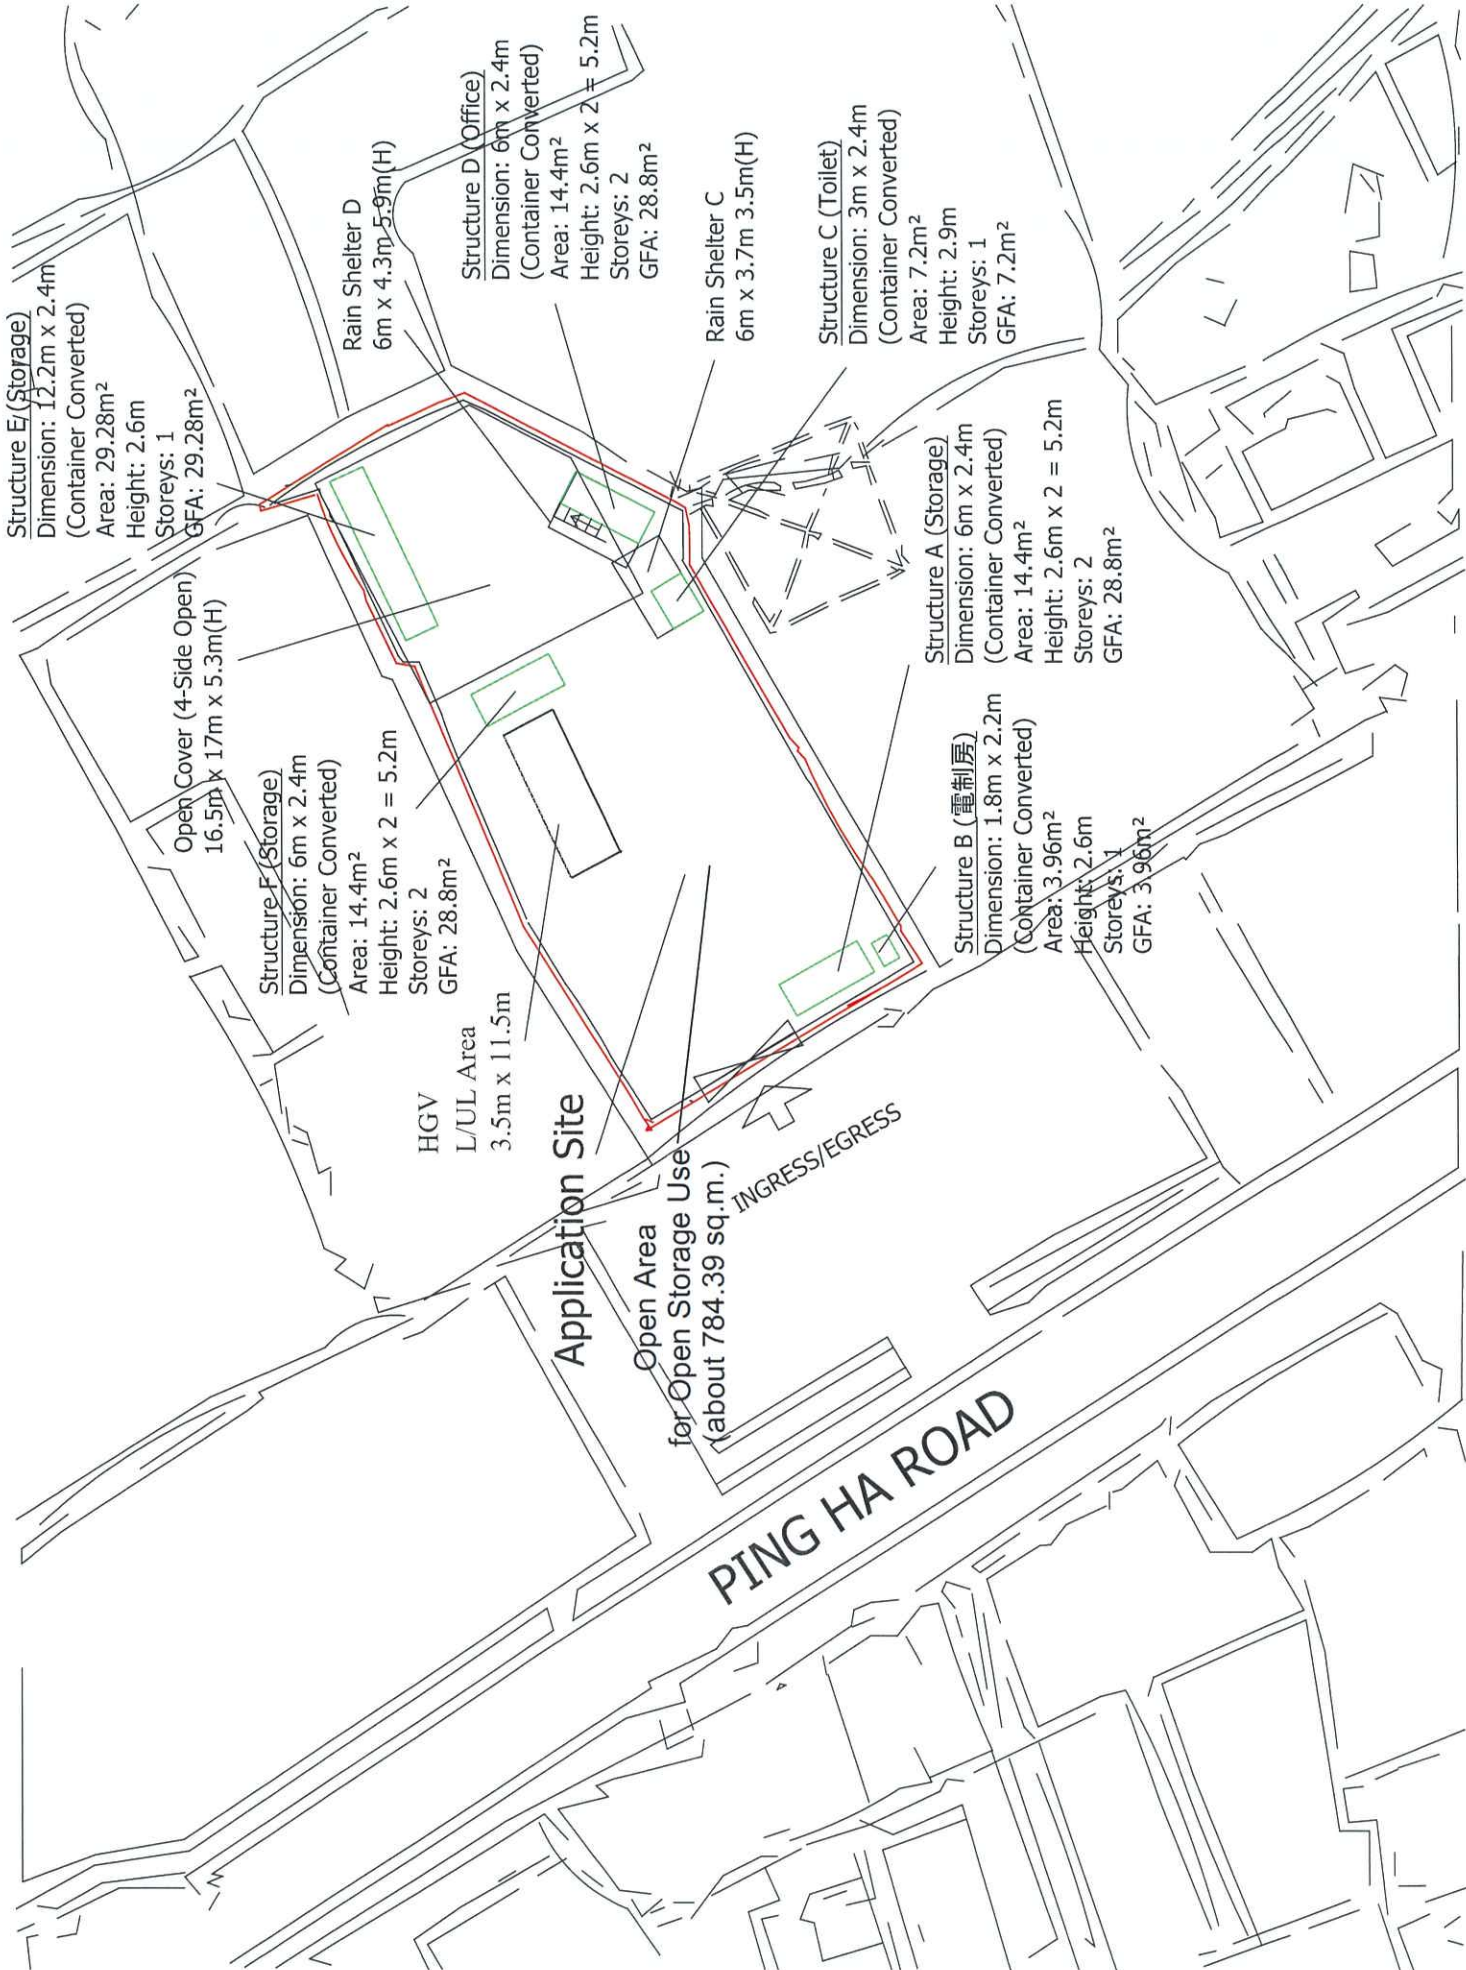 Structure E (Storage)
Dimension: 12.2m x 2.4m
(Container Converted)
Area: 29.28m²
Height: 2.6m
Storeys: 1
GFA: 29.28m²
Rain Shelter D
6m x 4.3m 5.9m(H)
Structure D (Office)
Dimension: 6m x 2.4m
(Container Converted)
Area: 14.4m²
Height: 2.6m x 2 = 5.2m
Storeys: 2
GFA: 28.8m²
Rain Shelter C
6m x 3.7m 3.5m(H)
Structure C (Toilet)
Dimension: 3m x 2.4m
(Container Converted)
Area: 7.2m²
Height: 2.9m
Storeys: 1
GFA: 7.2m²
Open Cover (4-Side Open)
16.5m x 17m x 5.3m(H)
Structure F (Storage)
Dimension: 6m x 2.4m
(Container Converted)
Area: 14.4m²
Height: 2.6m x 2 = 5.2m
Storeys: 2
GFA: 28.8m²
Structure A (Storage)
Dimension: 6m x 2.4m
(Container Converted)
Area: 14.4m²
Height: 2.6m x 2 = 5.2m
Storeys: 2
GFA: 28.8m²
Structure B (電制房)
Dimension: 1.8m x 2.2m
(Container Converted)
Area: 3.96m²
Height: 2.6m
Storeys: 1
GFA: 3.96m²
HGV
L/UL Area
3.5m x 11.5m
Application Site
Open Area
for Open Storage Use
(about 784.39 sq.m.)
INGRESS/EGRESS
PING HA ROAD